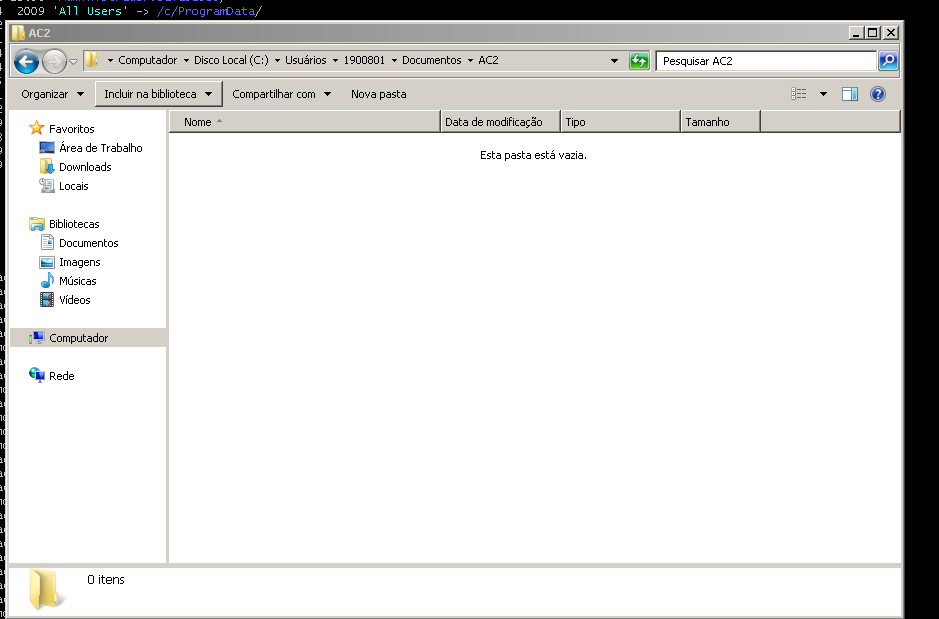 2009 'All Users' -> /c/ProgramData/
AC2
Computador Disco Local (C:) Usuários 1900801 Documentos AC2
Pesquisar AC2
Organizar Incluir na biblioteca Compartilhar com Nova pasta
Favoritos
Área de Trabalho
Downloads
Locais
Bibliotecas
Documentos
Imagens
Músicas
Vídeos
Computador
Rede
Nome Data de modificação Tipo Tamanho
Esta pasta está vazia.
0 itens